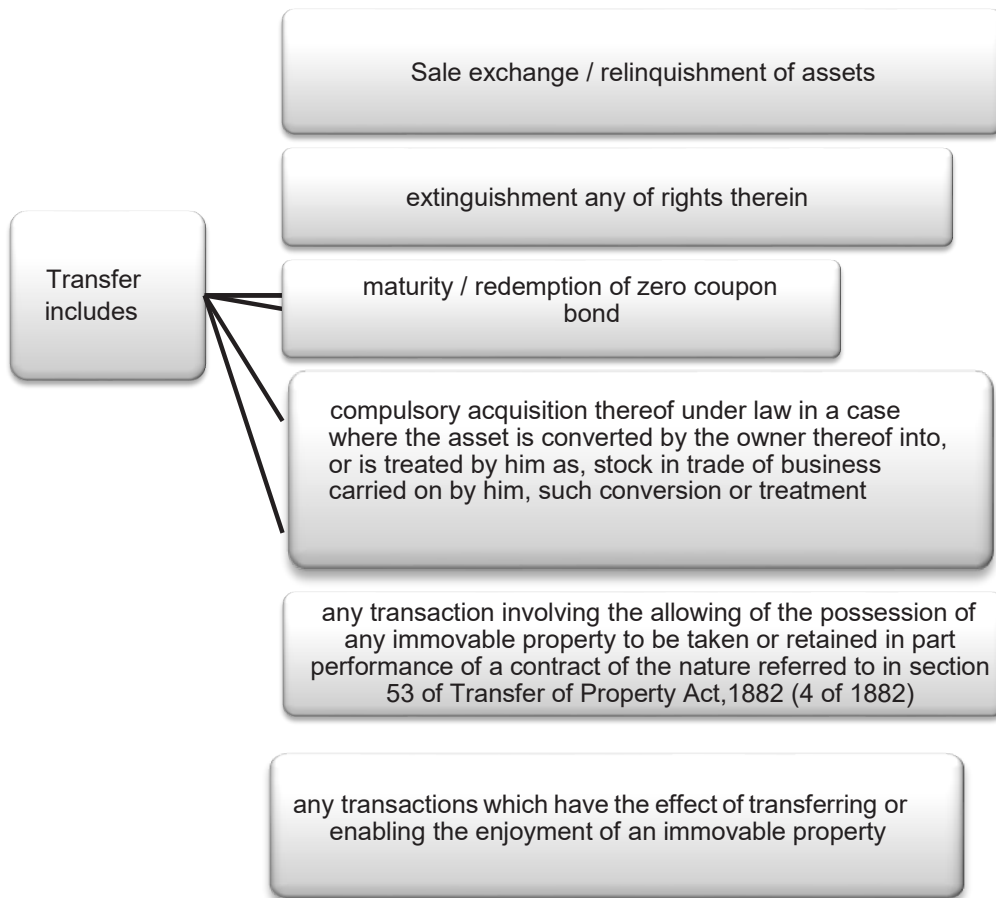 Sale exchange / relinquishment of assets
extinguishment any of rights therein
Transfer
includes
maturity / redemption of zero coupon
bond
compulsory acquisition thereof under law in a case
where the asset is converted by the owner thereof into,
or is treated by him as, stock in trade of business
carried on by him, such conversion or treatment
any transaction involving the allowing of the possession of
any immovable property to be taken or retained in part
performance of a contract of the nature referred to in section
53 of Transfer of Property Act,1882 (4 of 1882)
any transactions which have the effect of transferring or
enabling the enjoyment of an immovable property